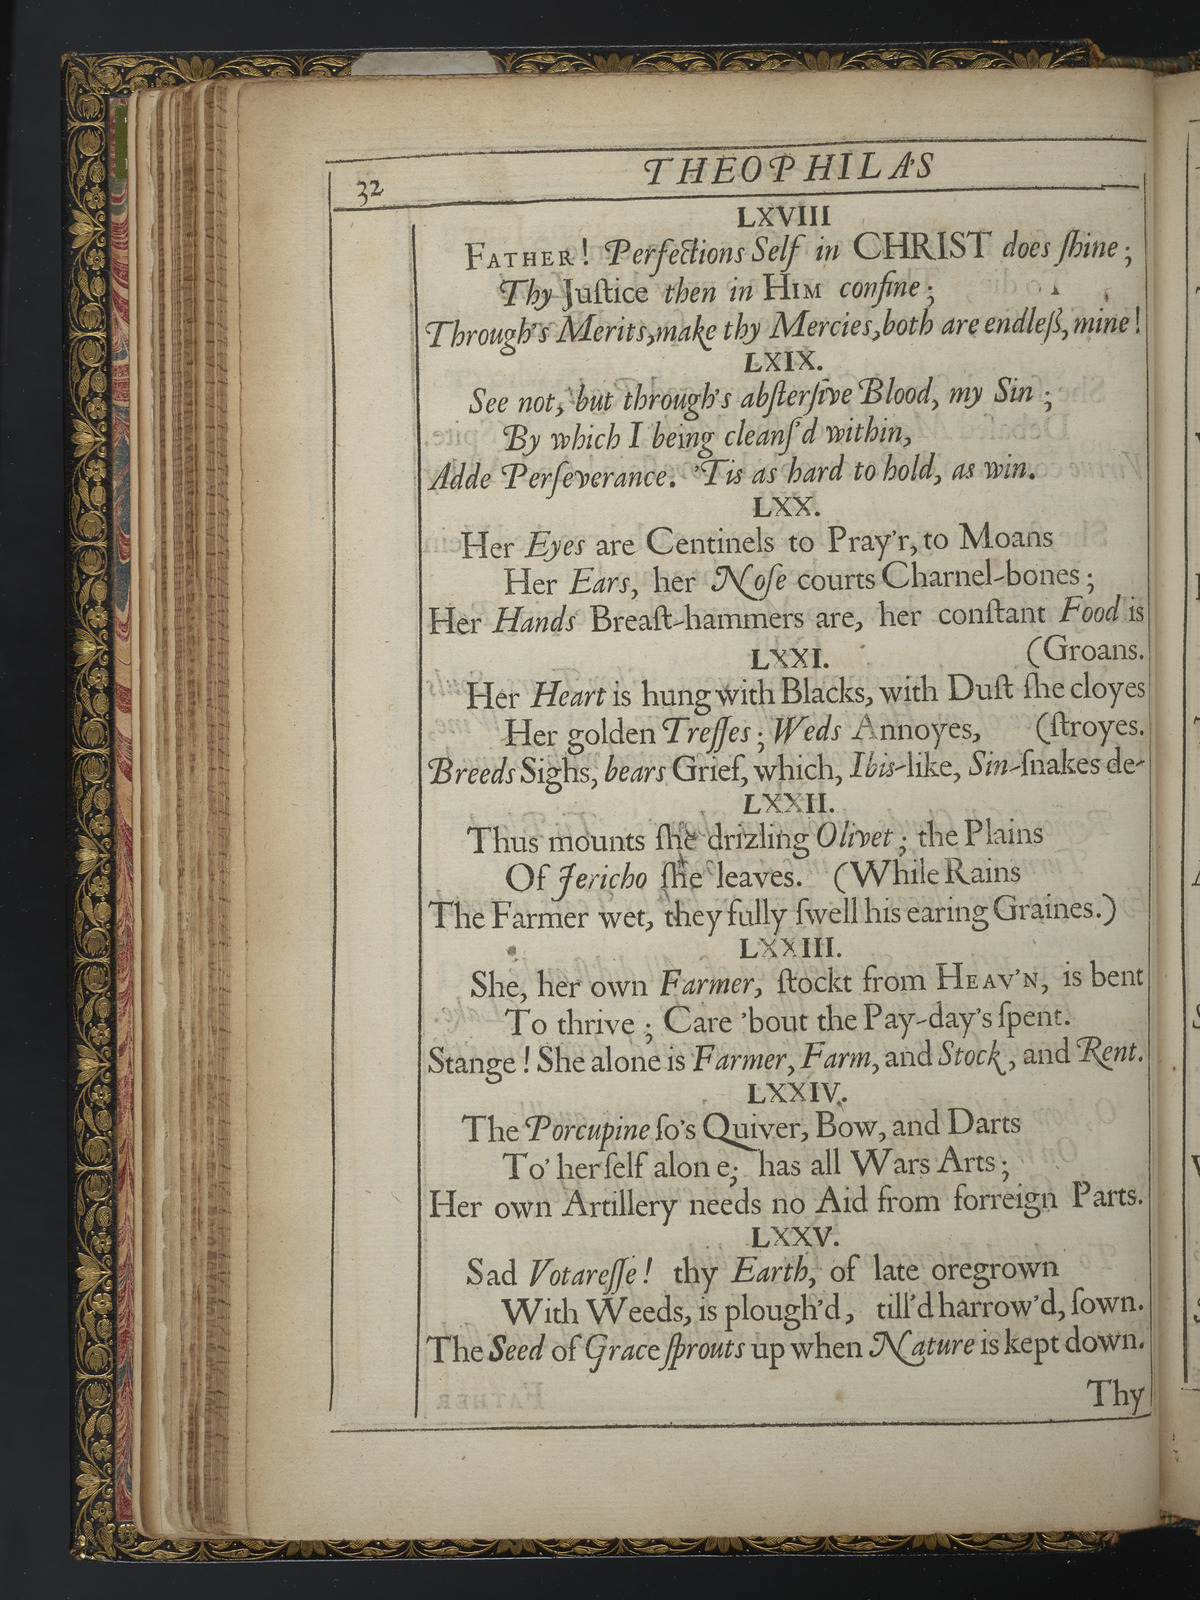 32
THEOPHILA'S
LXVIII
FATHER! Perfections Self in CHRIST does ſhine;
Thy Juſtice then in HIM confine;
Through's Merits, make thy Mercies, both are endleſs, mine!
LXIX.
See not, but through's abſterſive Blood, my Sin;
By which I being cleanſ'd within,
Adde Perſeverance. 'Tis as hard to hold, as win.
LXX.
Her Eyes are Centinels to Pray'r, to Moans
Her Ears, her Noſe courts Charnel-bones;
Her Hands Breaſt-hammers are, her conſtant Food is
(Groans.
LXXI.
Her Heart is hung with Blacks, with Duſt ſhe cloyes
Her golden Treſſes; Weds Annoyes, (ſtroyes.
Breeds Sighs, bears Grief, which, Ibis-like, Sin-ſnakes de-
LXXII.
Thus mounts ſhe drizling Olivet; the Plains
Of Jericho ſhe leaves. (While Rains
The Farmer wet, they fully ſwell his earing Graines.)
LXXIII.
She, her own Farmer, ſtockt from HEAV'N, is bent
To thrive; Care 'bout the Pay-day's ſpent.
Stange! She alone is Farmer, Farm, and Stock, and Rent.
LXXIV.
The Porcupine ſo's Quiver, Bow, and Darts
To' herſelf alone; has all Wars Arts;
Her own Artillery needs no Aid from forreign Parts.
LXXV.
Sad Votareſſe! thy Earth, of late oregrown
With Weeds, is plough'd, till'd harrow'd, ſown.
The Seed of Grace ſprouts up when Nature is kept down.
Thy